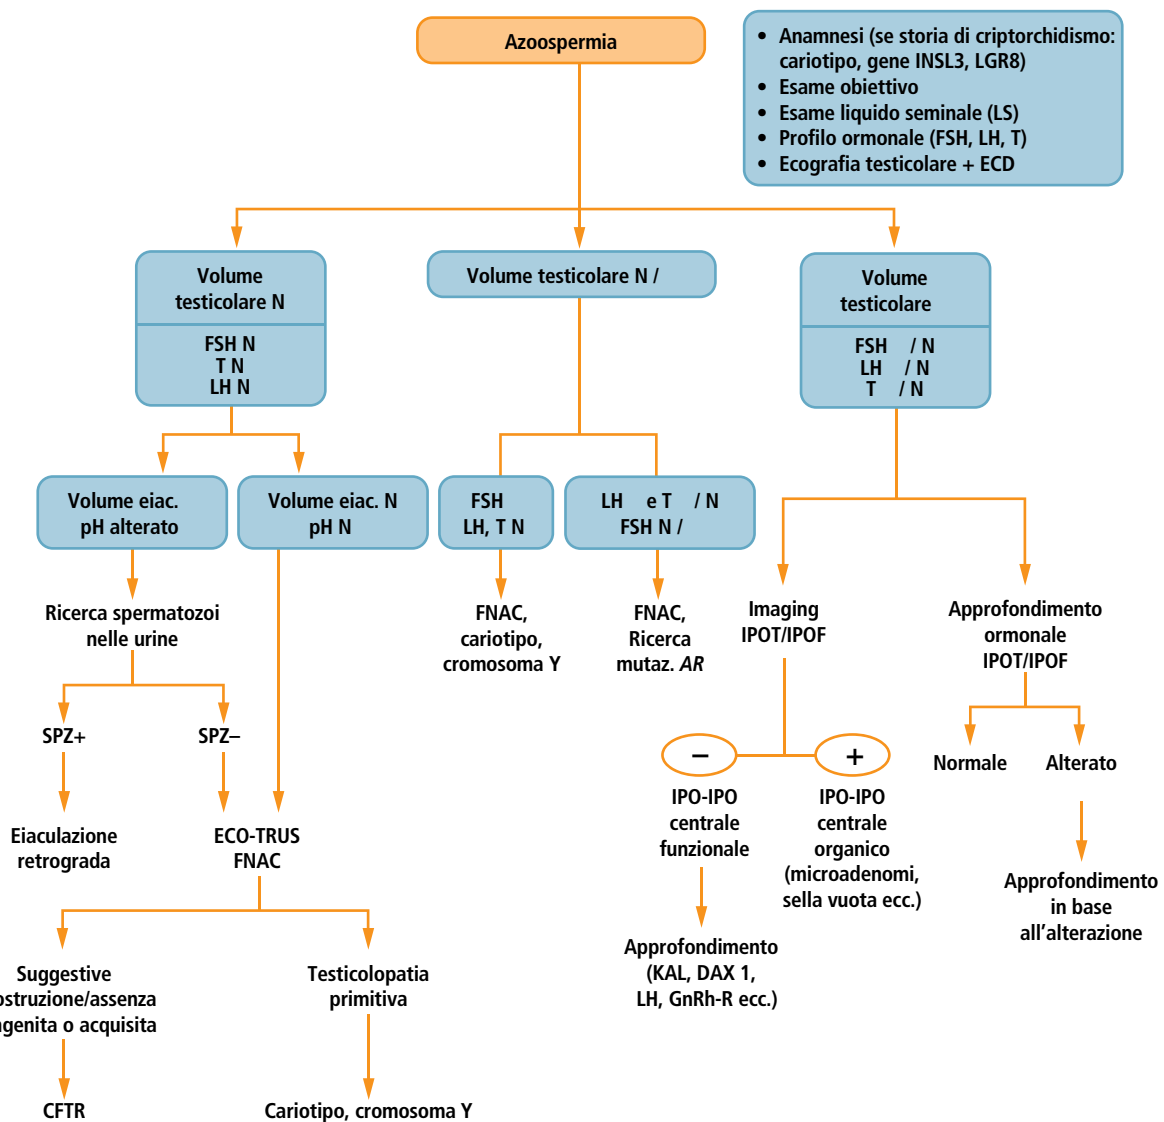 Azoospermia
• Anamnesi (se storia di criptorchidismo:
cariotipo, gene INSL3, LGR8)
• Esame obiettivo
• Esame liquido seminale (LS)
• Profilo ormonale (FSH, LH, T)
• Ecografia testicolare + ECD
Volume
testicolare N
FSH N
T N
LH N
Volume testicolare N /
Volume
testicolare
FSH / N
LH / N
T / N
Volume eiac.
pH alterato
Volume eiac. N
pH N
FSH
LH, T N
LH e T / N
FSH N /
Ricerca spermatozoi
nelle urine
FNAC,
cariotipo,
cromosoma Y
FNAC,
Ricerca
mutaz. AR
Imaging
IPOT/IPOF
Approfondimento
ormonale
IPOT/IPOF
SPZ+
SPZ–
–
+
Normale
Alterato
Eiaculazione
retrograda
ECO-TRUS
FNAC
IPO-IPO
centrale
funzionale
IPO-IPO
centrale
organico
(microadenomi,
sella vuota ecc.)
Approfondimento
in base
all'alterazione
Approfondimento
(KAL, DAX 1,
LH, GnRh-R ecc.)
Suggestive
ostruzione/assenza
ngenita o acquisita
Testicolopatia
primitiva
CFTR
Cariotipo, cromosoma Y